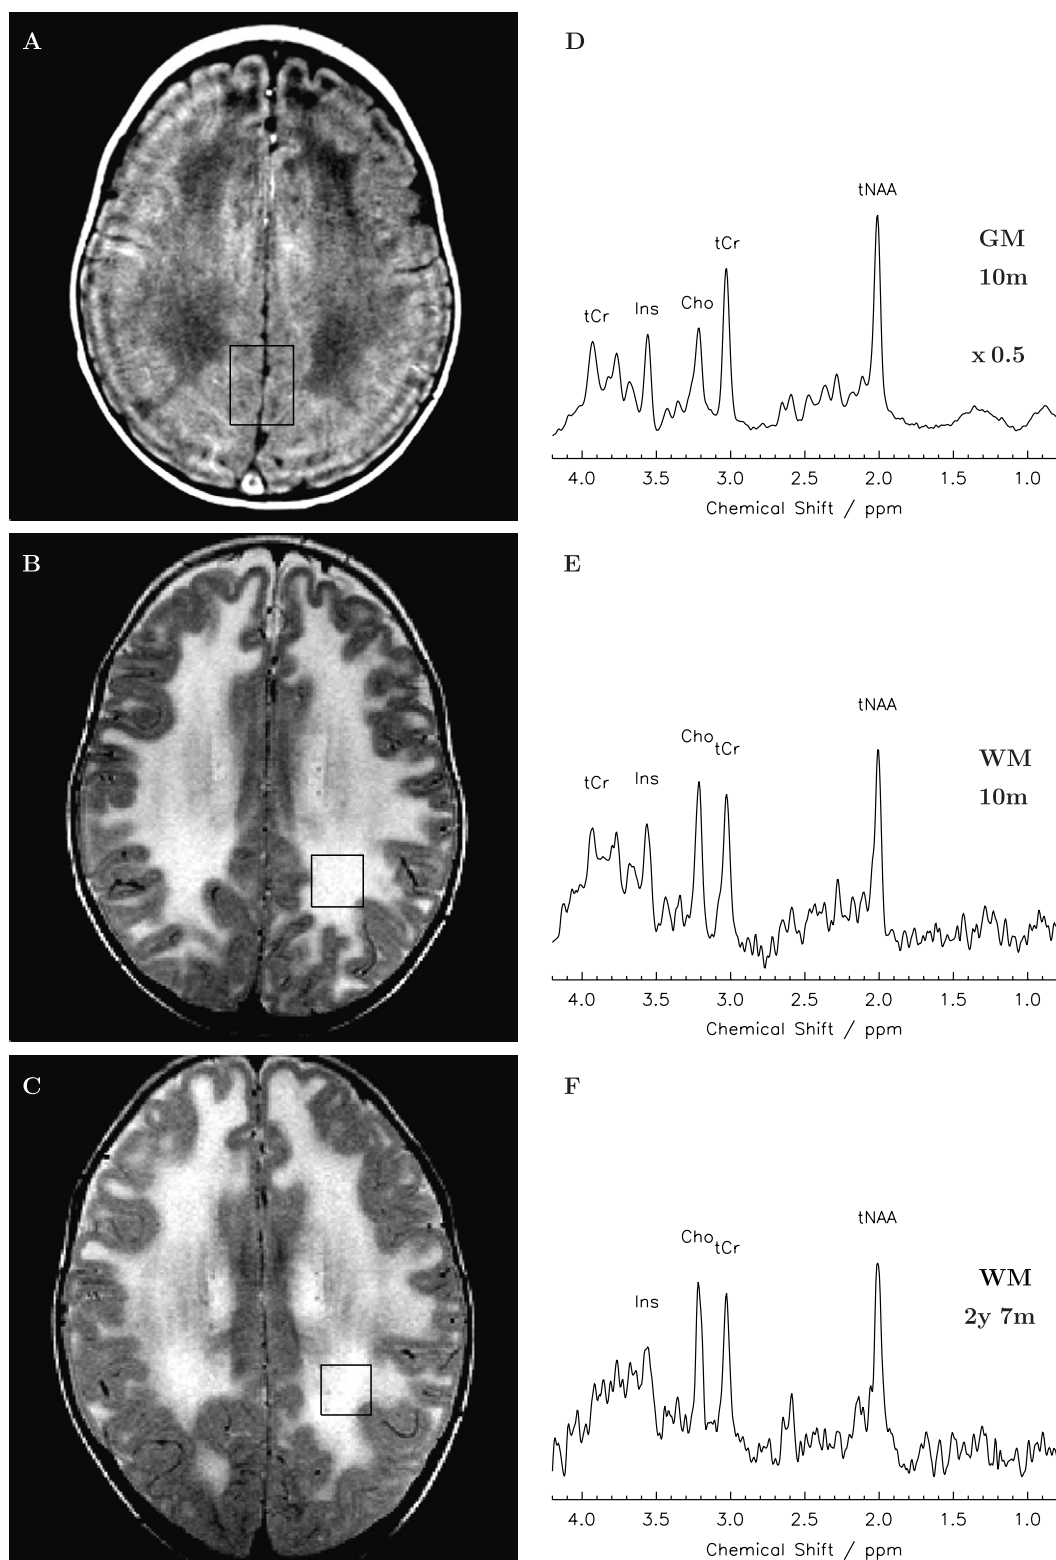 A
D
tNAA
GM
tCr
10m
Ins
Cho
tCr
x 0.5
4.0 3.5 3.0 2.5 2.0 1.5 1.0
Chemical Shift / ppm
B
E
tNAA
Cho
tCr
WM
tCr
Ins
10m
4.0 3.5 3.0 2.5 2.0 1.5 1.0
Chemical Shift / ppm
C
F
tNAA
Cho
tCr
WM
Ins
2y 7m
4.0 3.5 3.0 2.5 2.0 1.5 1.0
Chemical Shift / ppm